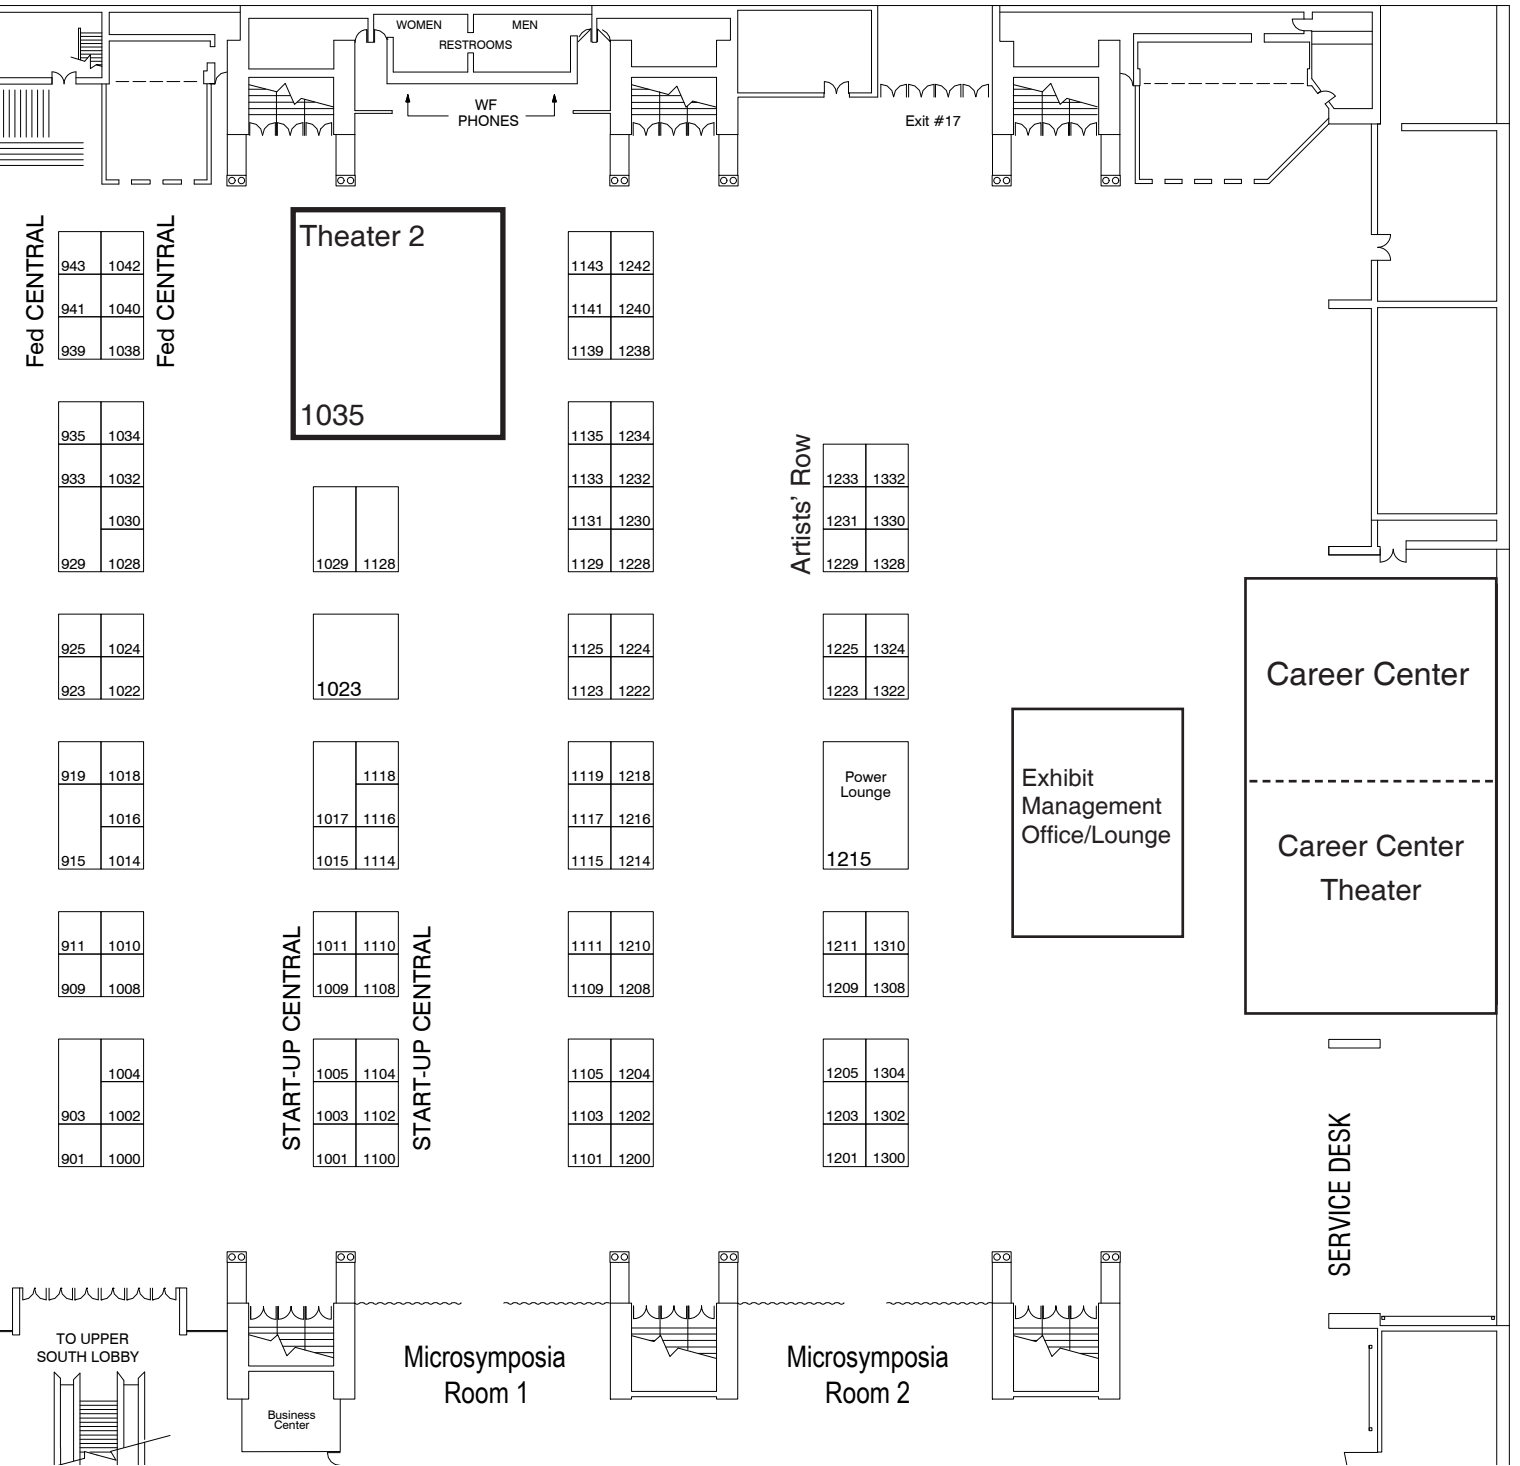 WOMEN
MEN
RESTROOMS
WF
PHONES
Exit #17
Fed CENTRAL
Fed CENTRAL
943 1042
941 1040
939 1038
Theater 2
1035
1143 1242
1141 1240
1139 1238
935 1034
933 1032
1030
929 1028
1029 1128
1135 1234
1133 1232
1131 1230
1129 1228
Artists' Row
1233 1332
1231 1330
1229 1328
925 1024
923 1022
1023
1125 1224
1123 1222
1225 1324
1223 1322
Career Center
Career Center
Theater
Exhibit
Management
Office/Lounge
919 1018
1016
915 1014
1118
1017 1116
1015 1114
1119 1218
1117 1216
1115 1214
Power
Lounge
1215
911 1010
909 1008
START-UP CENTRAL
START-UP CENTRAL
1011 1110
1009 1108
1111 1210
1109 1208
1211 1310
1209 1308
1004
903 1002
901 1000
1005 1104
1003 1102
1001 1100
1105 1204
1103 1202
1101 1200
1205 1304
1203 1302
1201 1300
SERVICE DESK
TO UPPER
SOUTH LOBBY
Business
Center
Microsymposia
Room 1
Microsymposia
Room 2